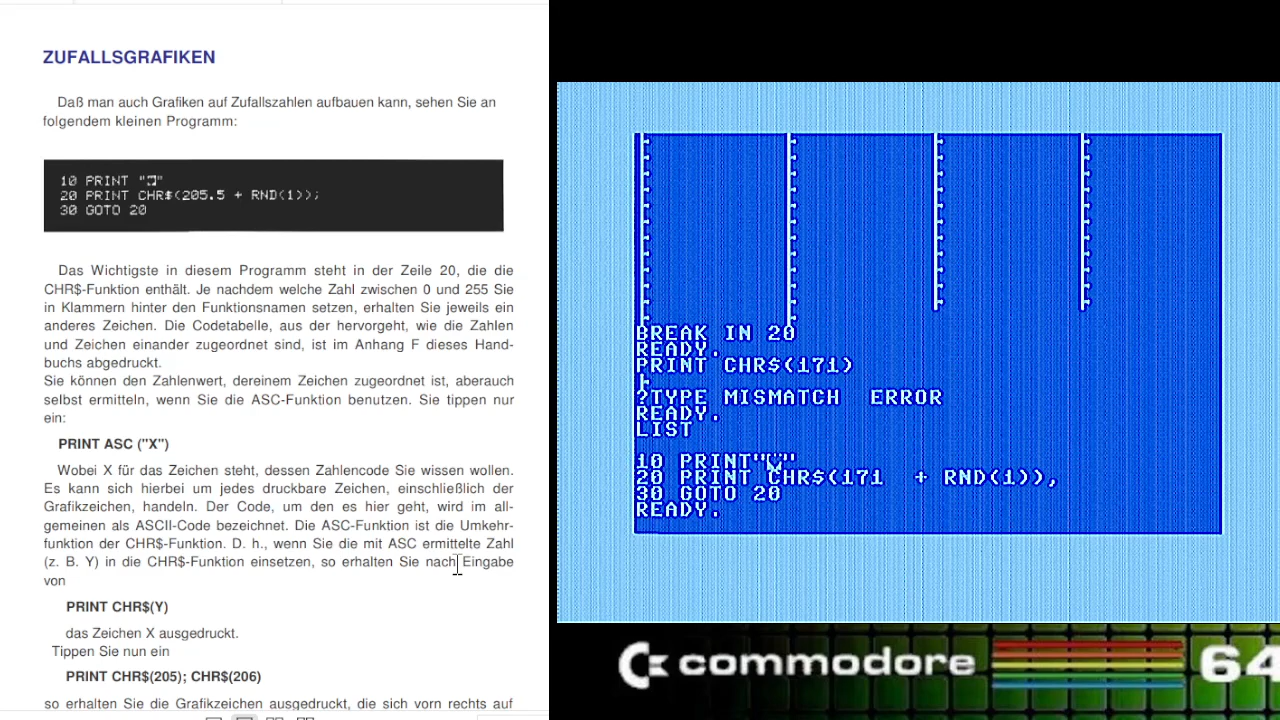 ZUFALLSGRAFIKEN
Daß man auch Grafiken auf Zufallszahlen aufbauen kann, sehen Sie an
folgendem kleinen Programm:
10 PRINT "❐"
20 PRINT CHR$(205.5 + RND(1));
30 GOTO 20
Das Wichtigste in diesem Programm steht in der Zeile 20, die die
CHR$-Funktion enthält. Je nachdem welche Zahl zwischen 0 und 255 Sie
in Klammern hinter den Funktionsnamen setzen, erhalten Sie jeweils ein
anderes Zeichen. Die Codetabelle, aus der hervorgeht, wie die Zahlen
und Zeichen einander zugeordnet sind, ist im Anhang F dieses Hand-
buchs abgedruckt.
Sie können den Zahlenwert, dereinem Zeichen zugeordnet ist, aberauch
selbst ermitteln, wenn Sie die ASC-Funktion benutzen. Sie tippen nur
ein:
PRINT ASC ("X")
Wobei X für das Zeichen steht, dessen Zahlencode Sie wissen wollen.
Es kann sich hierbei um jedes druckbare Zeichen, einschließlich der
Grafikzeichen, handeln. Der Code, um den es hier geht, wird im all-
gemeinen als ASCII-Code bezeichnet. Die ASC-Funktion ist die Umkehr-
funktion der CHR$-Funktion. D. h., wenn Sie die mit ASC ermittelte Zahl
(z. B. Y) in die CHR$-Funktion einsetzen, so erhalten Sie nach Eingabe
von
PRINT CHR$(Y)
das Zeichen X ausgedruckt.
Tippen Sie nun ein
PRINT CHR$(205); CHR$(206)
so erhalten Sie die Grafikzeichen ausgedruckt, die sich vorn rechts auf
BREAK IN 20
READY.
PRINT CHR$(171)
├
?TYPE MISMATCH  ERROR
READY.
LIST
10 PRINT"♥"
20 PRINT CHR$(171  + RND(1)),
30 GOTO 20
READY.
commodore 64